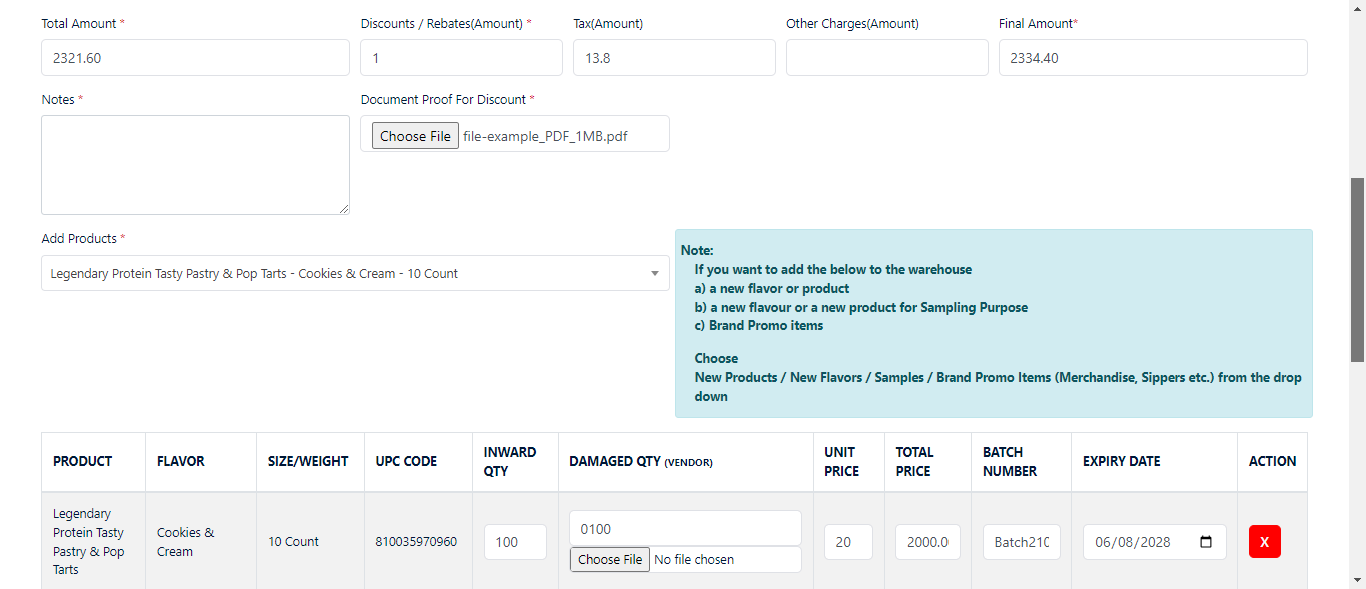 Total Amount * Discounts / Rebates(Amount) * Tax(Amount) Other Charges(Amount) Final Amount*
2321.60 1 13.8 2334.40
Notes * Document Proof For Discount *
Choose File file-example_PDF_1MB.pdf
Add Products *
Legendary Protein Tasty Pastry & Pop Tarts - Cookies & Cream - 10 Count
Note:
If you want to add the below to the warehouse
a) a new flavor or product
b) a new flavour or a new product for Sampling Purpose
c) Brand Promo items
Choose
New Products / New Flavors / Samples / Brand Promo Items (Merchandise, Sippers etc.) from the drop
down
PRODUCT FLAVOR SIZE/WEIGHT UPC CODE INWARD QTY DAMAGED QTY (VENDOR) UNIT PRICE TOTAL PRICE BATCH NUMBER EXPIRY DATE ACTION
Legendary
Protein Tasty
Pastry & Pop
Tarts
Cookies &
Cream
10 Count
810035970960
100
0100
Choose File No file chosen
20
2000.0
Batch210
06/08/2028
X